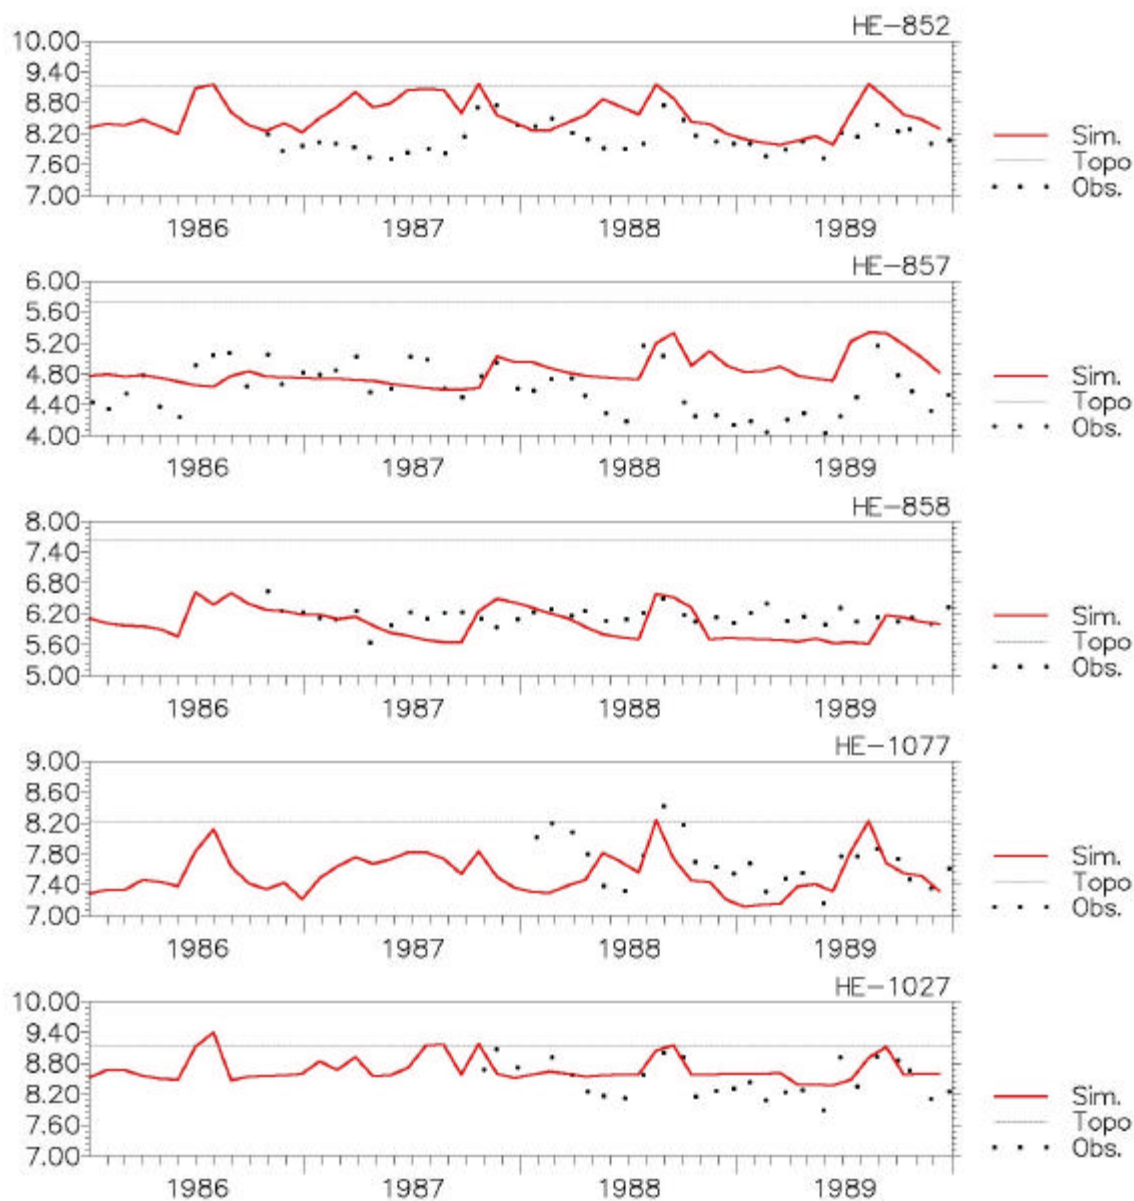 HE-852
10.00
9.40
8.80
8.20
7.60
7.00
Sim.
Topo
Obs.
1986 1987 1988 1989
HE-857
6.00
5.60
5.20
4.80
4.40
4.00
Sim.
Topo
Obs.
1986 1987 1988 1989
HE-858
8.00
7.40
6.80
6.20
5.60
5.00
Sim.
Topo
Obs.
1986 1987 1988 1989
HE-1077
9.00
8.60
8.20
7.80
7.40
7.00
Sim.
Topo
Obs.
1986 1987 1988 1989
HE-1027
10.00
9.40
8.80
8.20
7.60
7.00
Sim.
Topo
Obs.
1986 1987 1988 1989